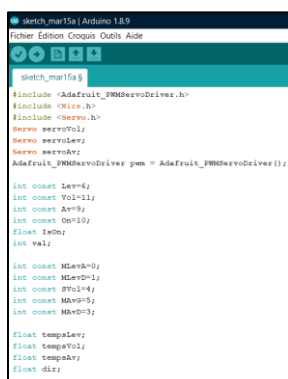 sketch_mar15a | Arduino 1.8.9
Fichier Édition Croquis Outils Aide
sketch_mar15a §
#include <Adafruit_PWMServoDriver.h>
#include <Wire.h>
#include <Servo.h>
Servo servoVol;
Servo servoLev;
Servo servoAv;
Adafruit_PWMServoDriver pwm = Adafruit_PWMServoDriver();
int const Lev=6;
int const Vol=11;
int const Av=9;
int const On=10;
float IsOn;
int val;
int const MLevA=0;
int const MLevD=1;
int const SVol=4;
int const MAvG=5;
int const MAvD=3;
float tempsLev;
float tempsVol;
float tempsAv;
float dir;